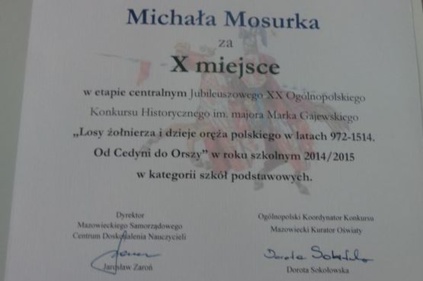 Michała Mosurka
za
X miejsce
w etapie centralnym Jubileuszowego XX Ogólnopolskiego
Konkursu Historycznego im. majora Marka Gajewskiego
„Losy żołnierza i dzieje oręża polskiego w latach 972-1514.
Od Cedyni do Orszy” w roku szkolnym 2014/2015
w kategorii szkół podstawowych.
Dyrektor
Mazowieckiego Samorządowego
Centrum Doskonalenia Nauczycieli
Jarosław Zaroń
Ogólnopolski Koordynator Konkursu
Mazowiecki Kurator Oświaty
Dorota Sokołowska